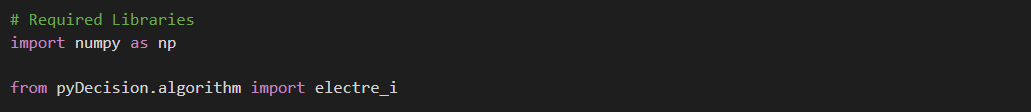 # Required Libraries
import numpy as np
from pyDecision.algorithm import electre_i